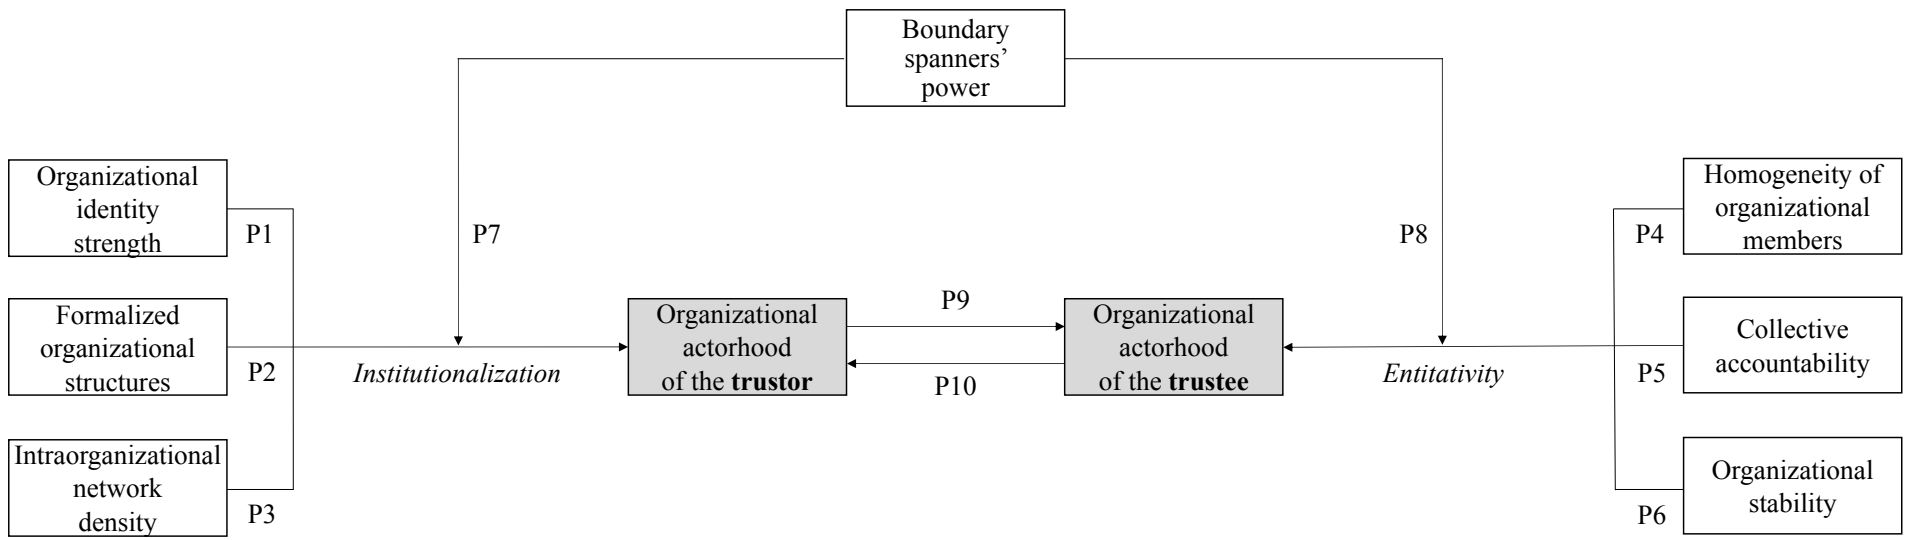 Boundary
spanners’
power
Organizational
identity
strength
P1
P7
P8
P4
Homogeneity of
organizational
members
Formalized
organizational
structures
P2
Institutionalization
Organizational
actorhood
of the trustor
P9
P10
Organizational
actorhood
of the trustee
Entitativity
P5
Collective
accountability
Intraorganizational
network
density
P3
P6
Organizational
stability